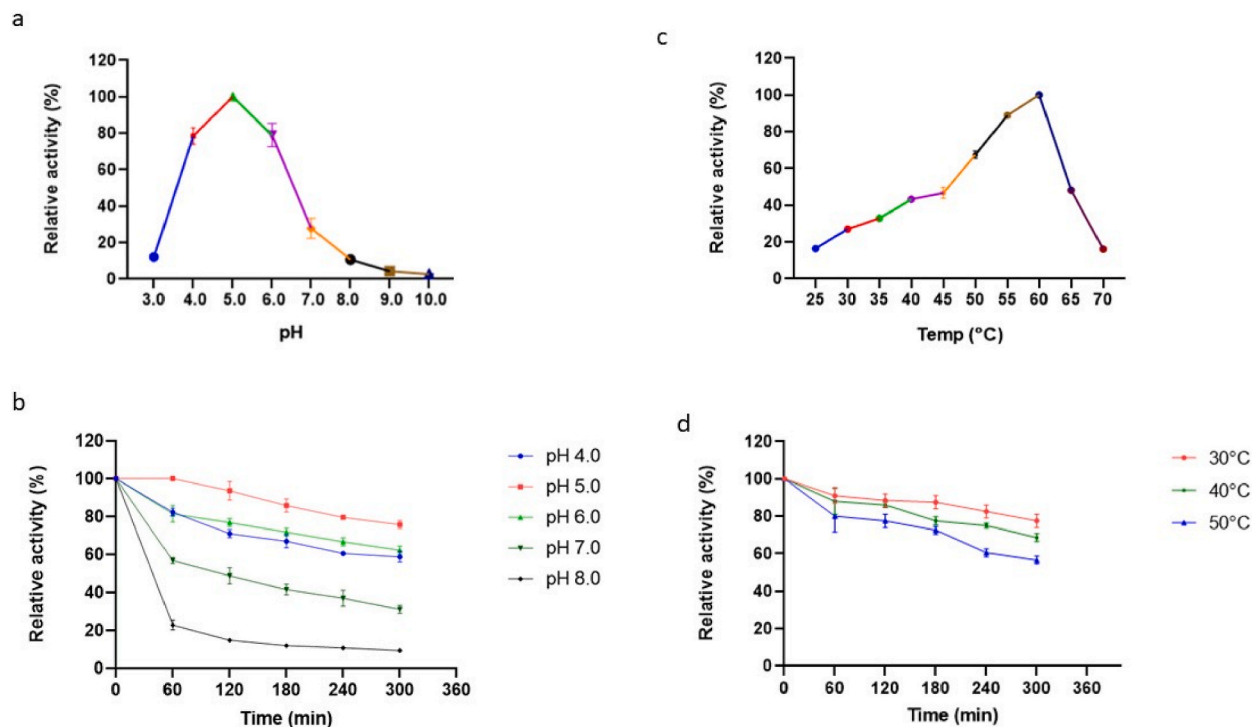 a
Relative activity (%)
120
100
80
60
40
20
0
3.0 4.0 5.0 6.0 7.0 8.0 9.0 10.0
pH
c
Relative activity (%)
120
100
80
60
40
20
0
25 30 35 40 45 50 55 60 65 70
Temp (°C)
b
Relative activity (%)
120
100
80
60
40
20
0
0 60 120 180 240 300 360
Time (min)
pH 4.0
pH 5.0
pH 6.0
pH 7.0
pH 8.0
d
Relative activity (%)
120
100
80
60
40
20
0
0 60 120 180 240 300 360
Time (min)
30°C
40°C
50°C